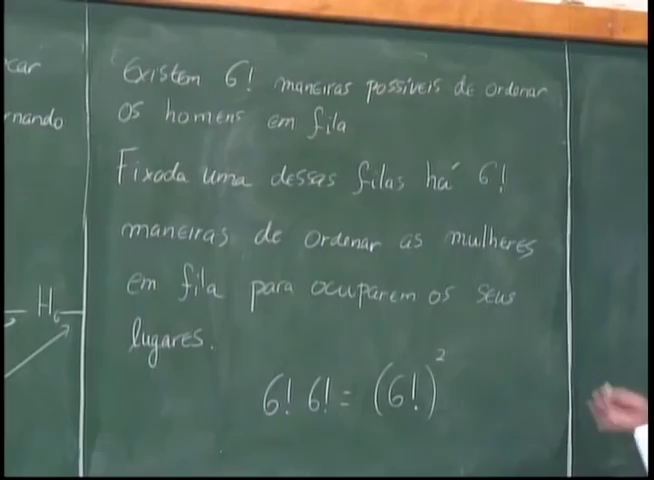 car
Existem 6! maneiras possíveis de ordenar
rnando
os homens em fila
Fixada uma dessas filas há 6!
maneiras de ordenar as mulheres
em fila para ocuparem os seus
H₆
lugares.
6! 6! = (6!)²